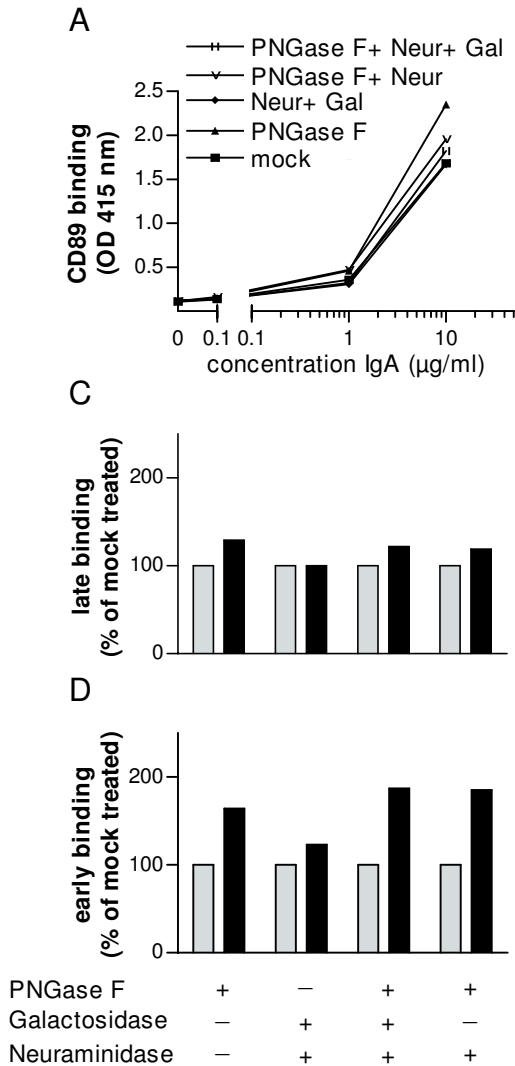 A
PNGase F+ Neur+ Gal
PNGase F+ Neur
Neur+ Gal
PNGase F
mock
CD89 binding
(OD 415 nm)
2.5
2.0
1.5
1.0
0.5
0 0.1 0.1 1 10
concentration IgA (µg/ml)
C
late binding
(% of mock treated)
200
100
0
D
early binding
(% of mock treated)
200
100
0
PNGase F + – + +
Galactosidase – + + –
Neuraminidase – + + +